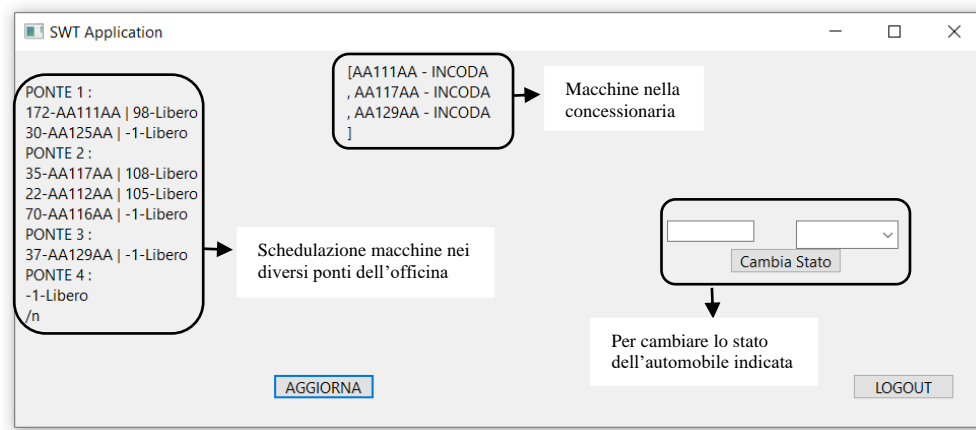 SWT Application
PONTE 1 :
172-AA111AA | 98-Libero
30-AA125AA | -1-Libero
PONTE 2 :
35-AA117AA | 108-Libero
22-AA112AA | 105-Libero
70-AA116AA | -1-Libero
PONTE 3 :
37-AA129AA | -1-Libero
PONTE 4 :
-1-Libero
/n
[AA111AA - INCODA
, AA117AA - INCODA
, AA129AA - INCODA
]
Macchine nella
concessionaria
Schedulazione macchine nei
diversi ponti dell'officina
Cambia Stato
Per cambiare lo stato
dell'automobile indicata
AGGIORNA
LOGOUT